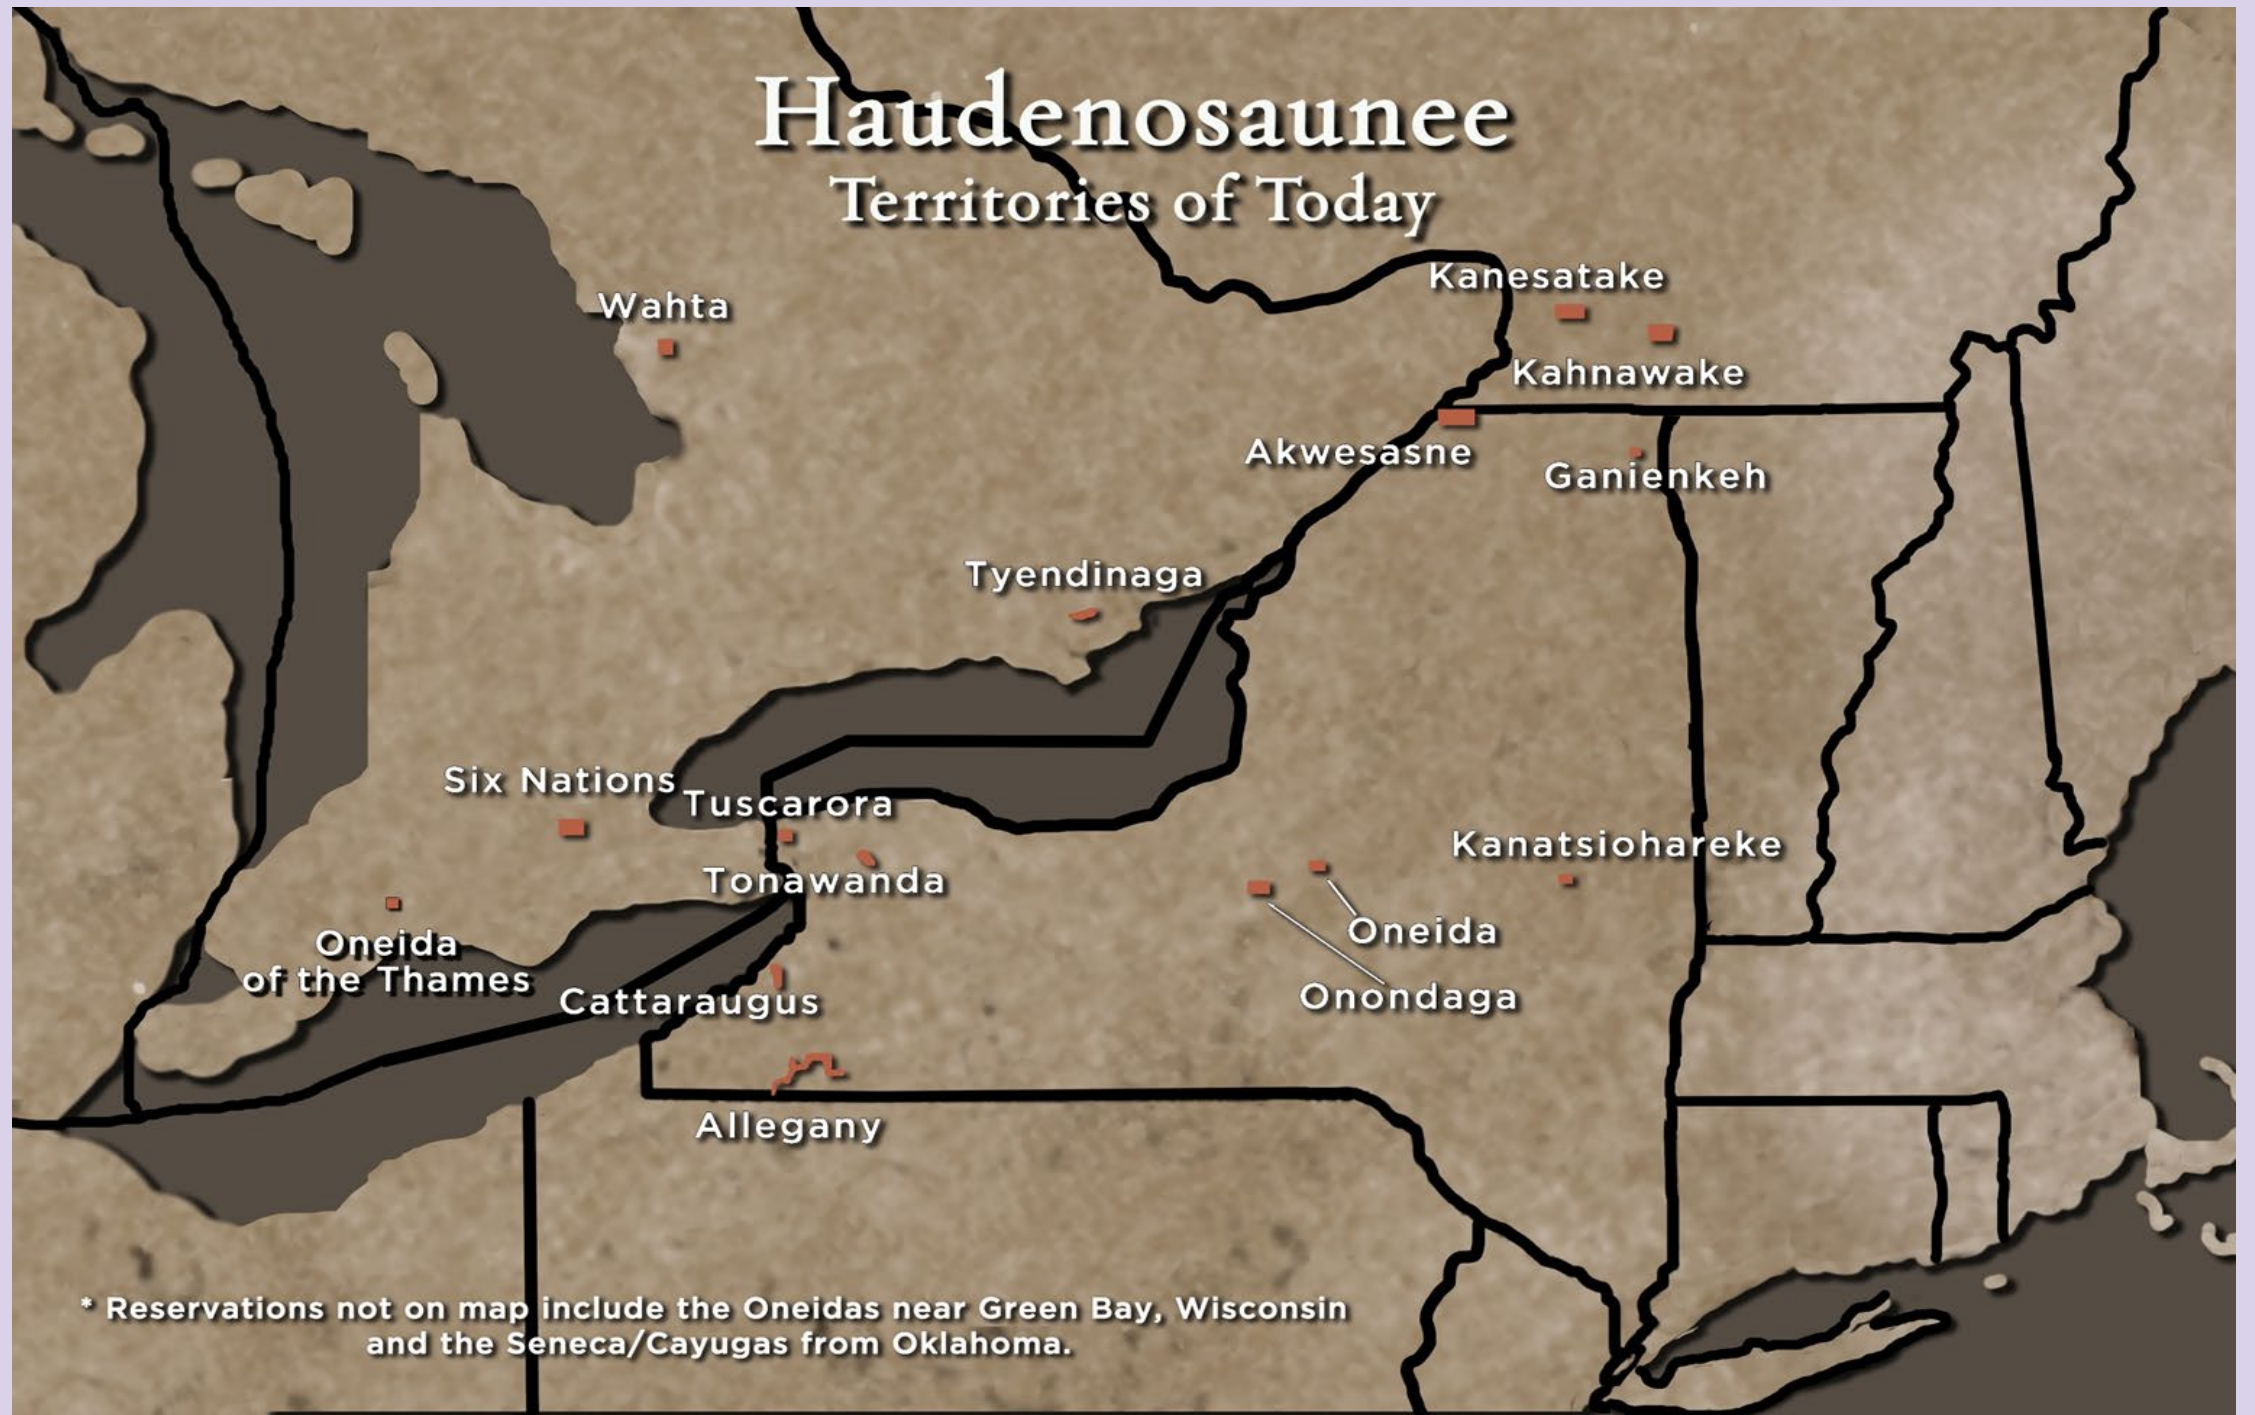 Haudenosaunee
Territories of Today
Kanesatake
Wahta
Kahnawake
Akwesasne
Ganienkeh
Tyendinaga
Six Nations
Tuscarora
Kanatsiohareke
Tonawanda
Oneida
Oneida
of the Thames
Onondaga
Cattaraugus
Allegany
* Reservations not on map include the Oneidas near Green Bay, Wisconsin
and the Seneca/Cayugas from Oklahoma.